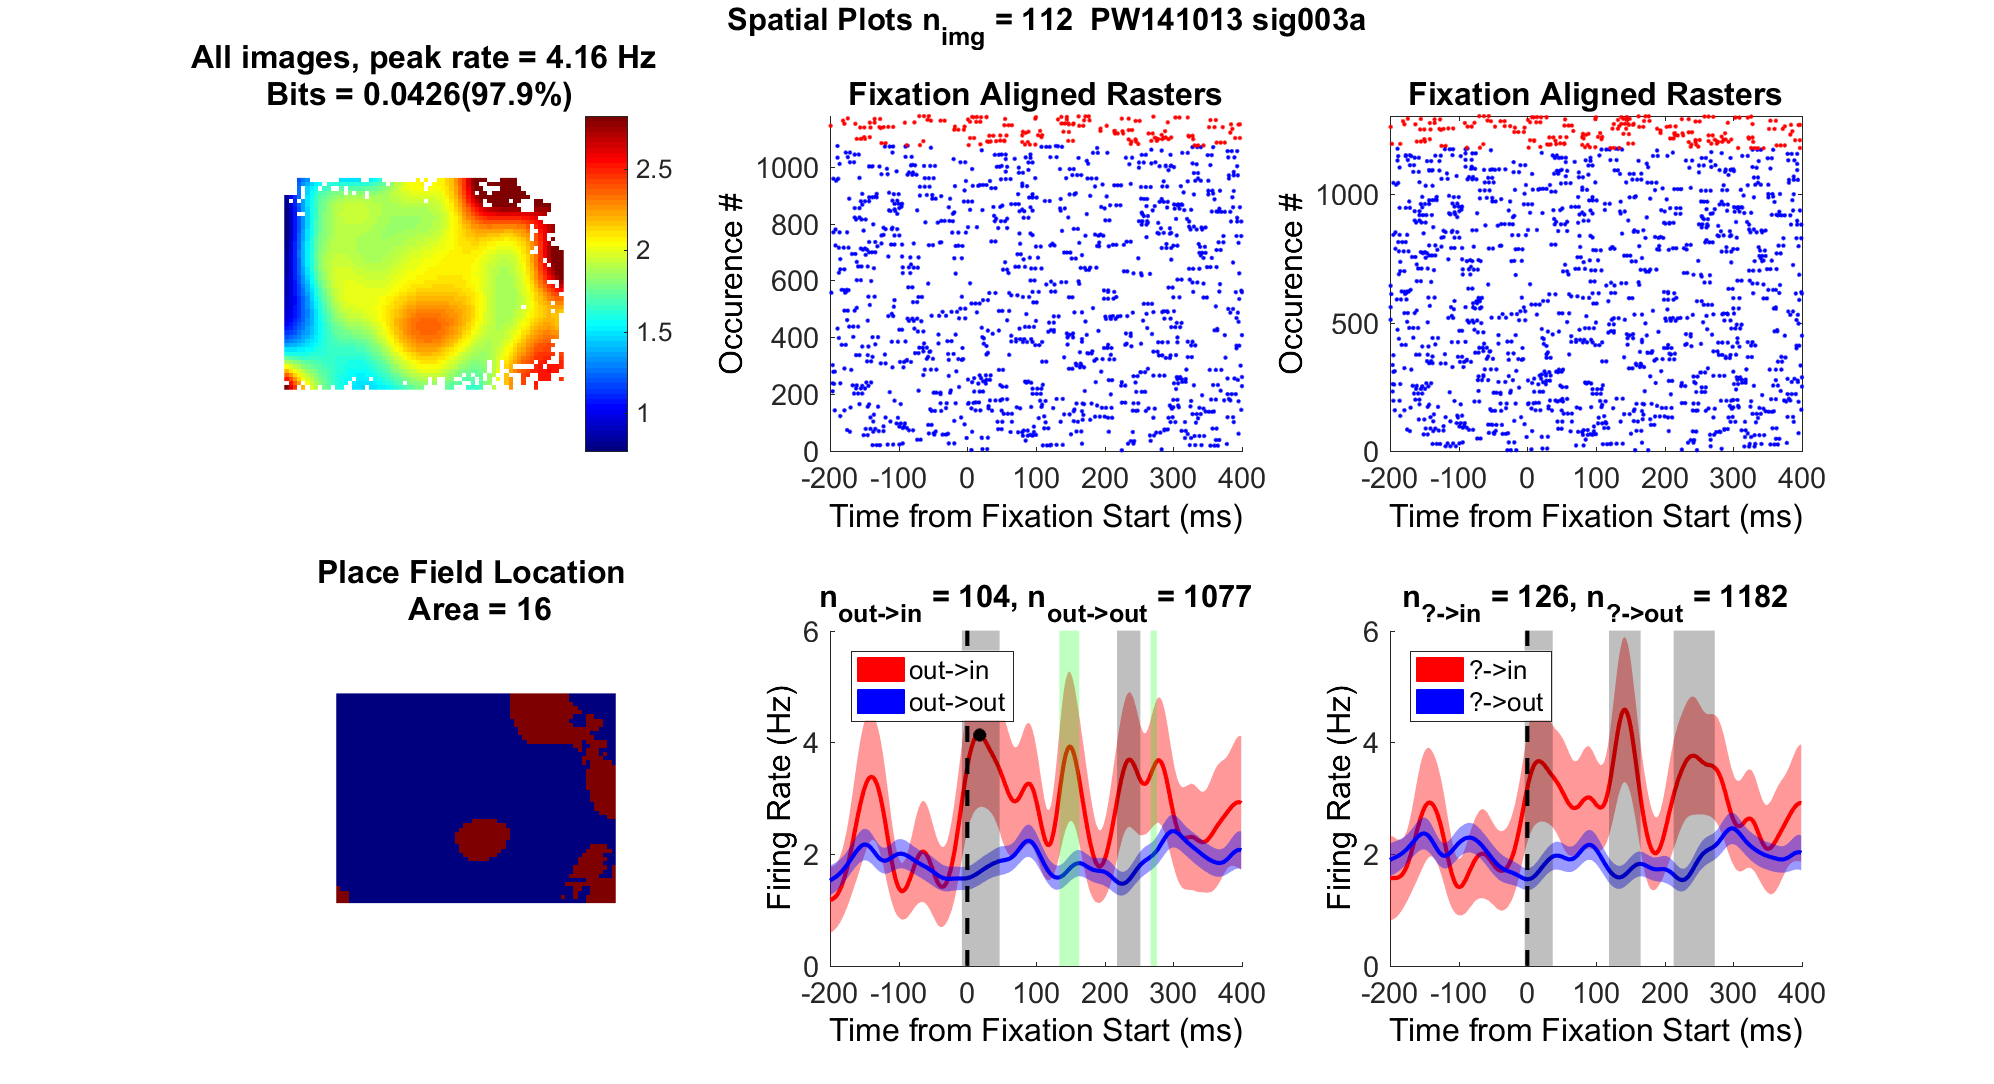 Spatial Plots n_img = 112  PW141013 sig003a
All images, peak rate = 4.16 Hz
Bits = 0.0426(97.9%)
2.5
2
1.5
1
Fixation Aligned Rasters
Occurence #
1000
800
600
400
200
0
-200 -100 0 100 200 300 400
Time from Fixation Start (ms)
Fixation Aligned Rasters
Occurence #
1000
500
0
-200 -100 0 100 200 300 400
Time from Fixation Start (ms)
Place Field Location
Area = 16
n_out->in = 104, n_out->out = 1077
Firing Rate (Hz)
6
4
2
0
out->in
out->out
-200 -100 0 100 200 300 400
Time from Fixation Start (ms)
n_?->in = 126, n_?->out = 1182
Firing Rate (Hz)
6
4
2
0
?->in
?->out
-200 -100 0 100 200 300 400
Time from Fixation Start (ms)